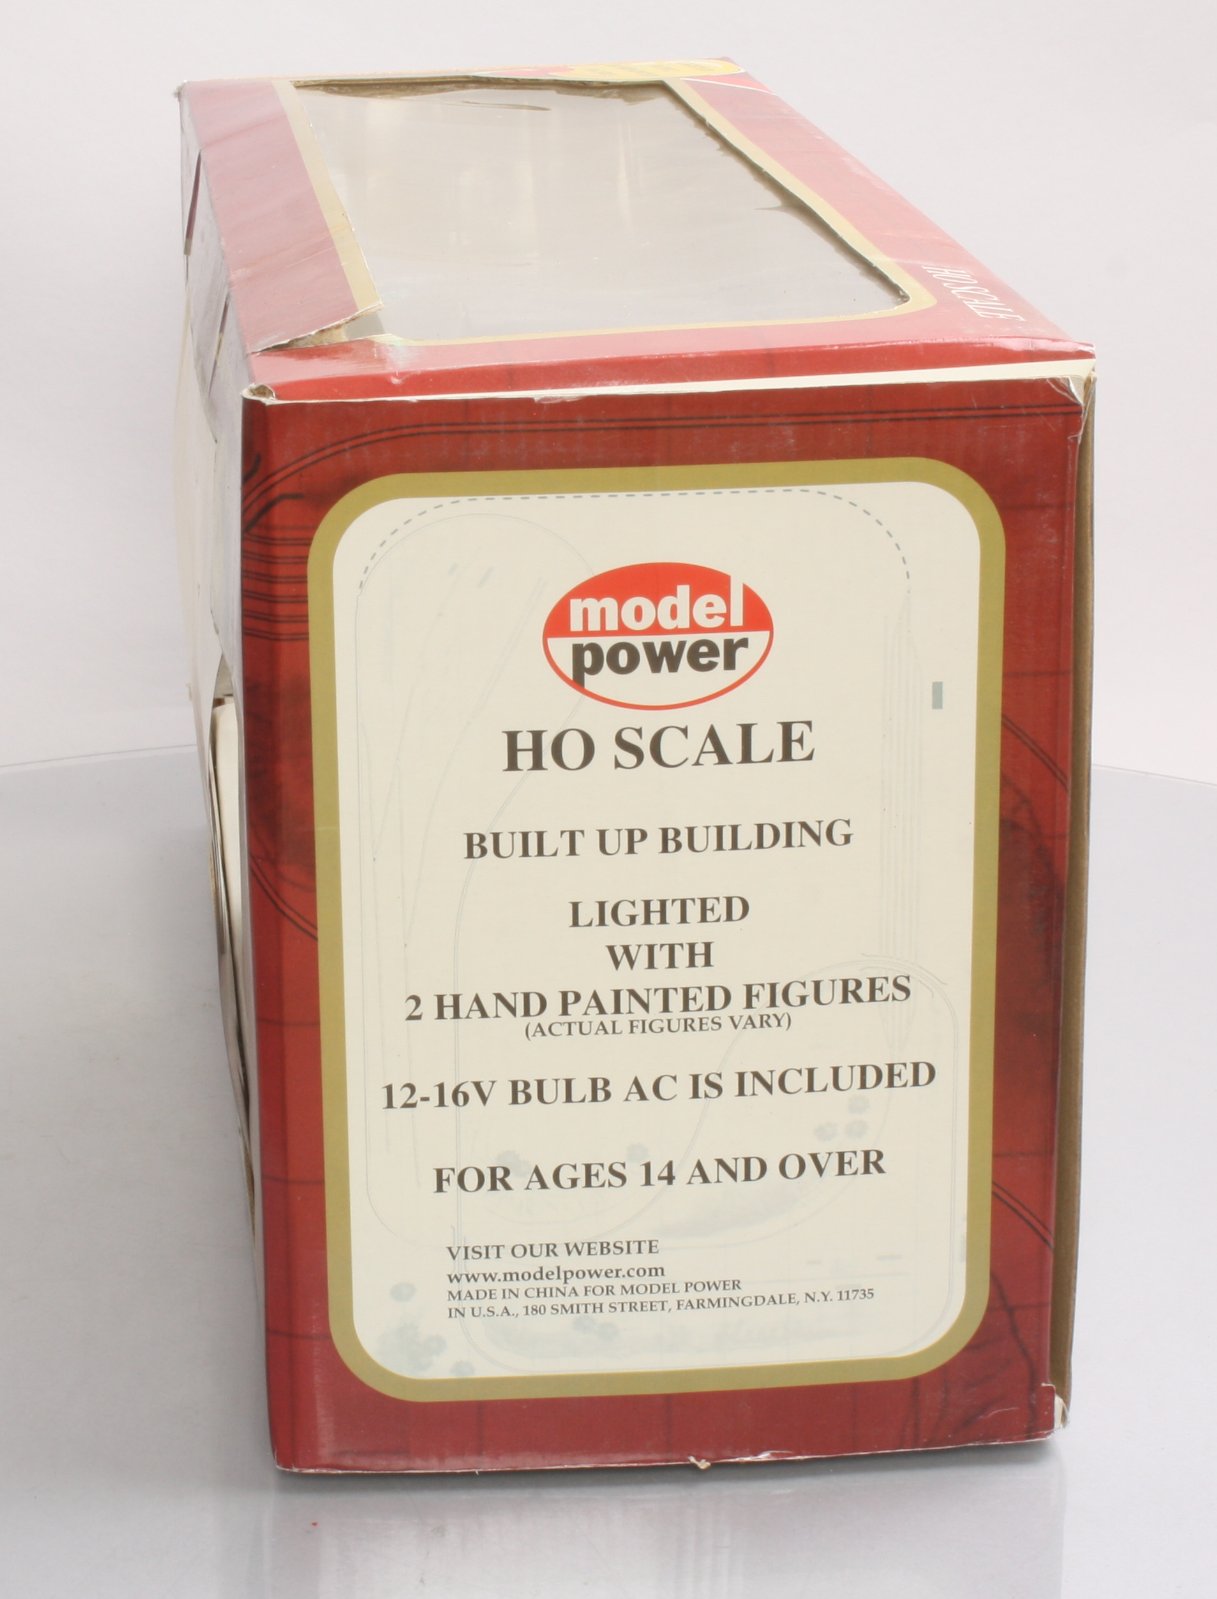 HO SCALE
model
power
HO SCALE
BUILT UP BUILDING
LIGHTED
WITH
2 HAND PAINTED FIGURES
(ACTUAL FIGURES VARY)
12-16V BULB AC IS INCLUDED
FOR AGES 14 AND OVER
VISIT OUR WEBSITE
www.modelpower.com
MADE IN CHINA FOR MODEL POWER
IN U.S.A., 180 SMITH STREET, FARMINGDALE, N.Y. 11735